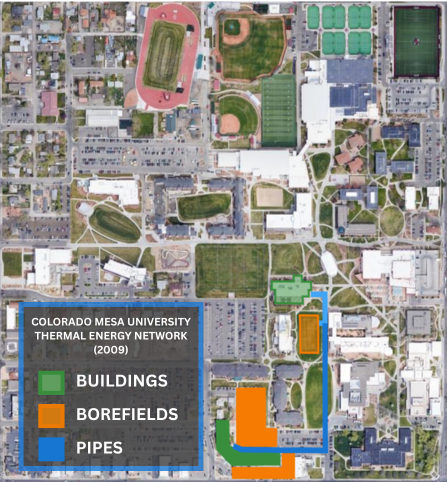 COLORADO MESA UNIVERSITY
THERMAL ENERGY NETWORK
(2009)
BUILDINGS
BOREFIELDS
PIPES